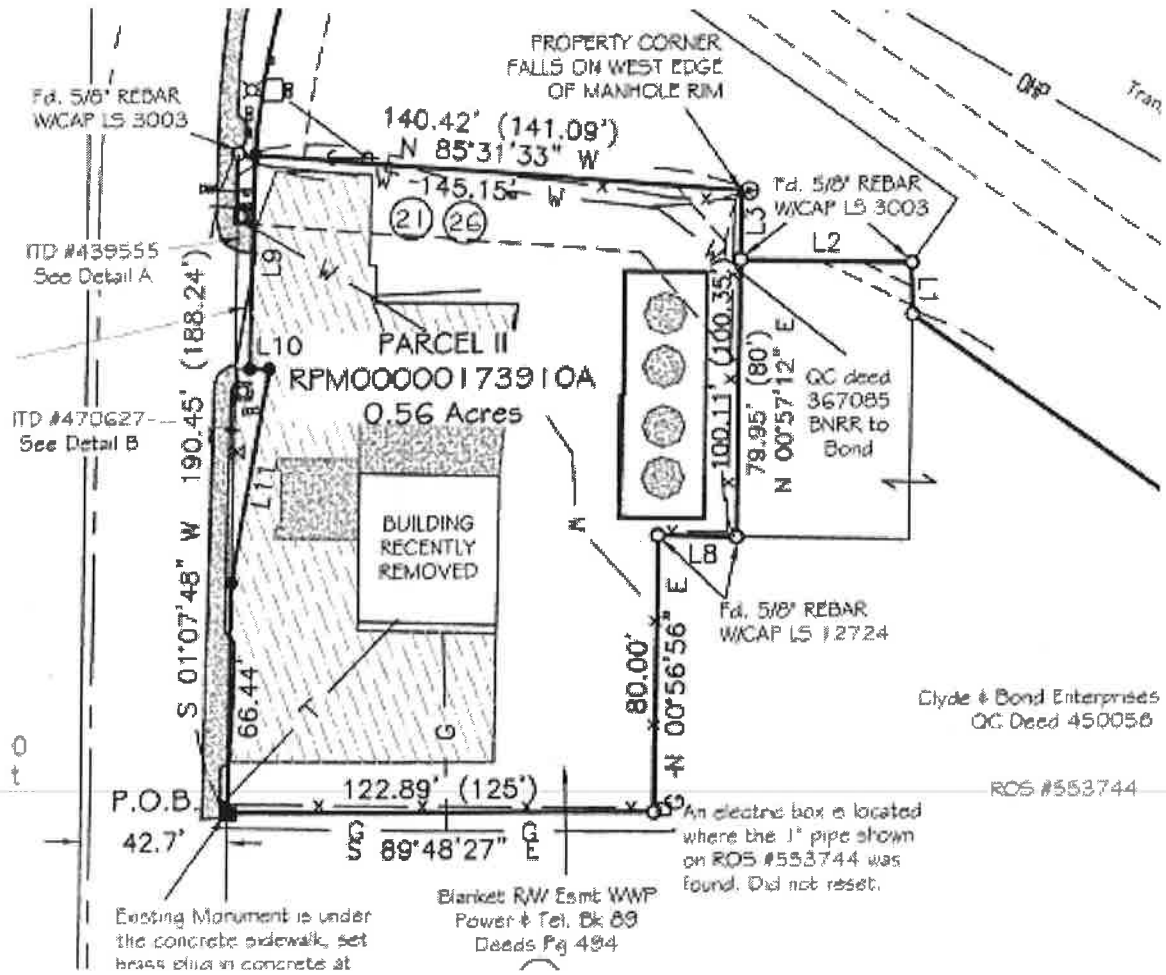 PROPERTY CORNER
FALLS ON WEST EDGE
OF MANHOLE RIM
OHP
Tran
Fd. 5/8" REBAR
W/CAP LS 3003
140.42' (141.09')
N 85°31'33" W
145.15'
W
W
21
26
Fd. 5/8" REBAR
W/CAP LS 3003
L3
L2
L1
ITD #439555
See Detail A
L9
W
W
L10
PARCEL II
RPM00000173910A
0.56 Acres
ITD #470627
See Detail B
S 01°07'48" W 190.45' (188.24')
100.11' (100.35')
79.95' (80')
N 00°57'12" E
QC deed
367085
BNRR to
Bond
L11
BUILDING
RECENTLY
REMOVED
L8
Fd. 5/8" REBAR
W/CAP LS 12724
66.44'
T
G
80.00'
N 00°56'56" E
Clyde & Bond Enterprises
QC Deed 450056
ROS #553744
0
t
P.O.B.
42.7'
122.89' (125')
G
G
G
S 89°48'27" E
An electric box is located
where the 1" pipe shown
on ROS #553744 was
found. Did not reset.
Existing Monument is under
the concrete sidewalk, set
brass plug in concrete at
Blanket R/W Esmt WWP
Power & Tel. Bk 89
Deeds Pg 494